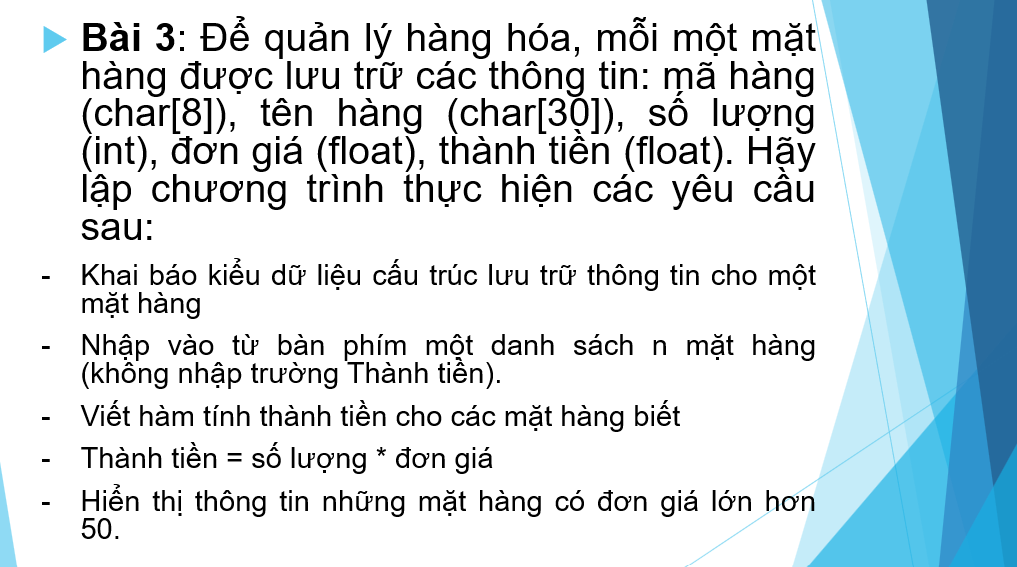 Bài 3: Để quản lý hàng hóa, mỗi một mặt
hàng được lưu trữ các thông tin: mã hàng
(char[8]), tên hàng (char[30]), số lượng
(int), đơn giá (float), thành tiền (float). Hãy
lập chương trình thực hiện các yêu cầu
sau:
- Khai báo kiểu dữ liệu cấu trúc lưu trữ thông tin cho một
mặt hàng
- Nhập vào từ bàn phím một danh sách n mặt hàng
(không nhập trường Thành tiền).
- Viết hàm tính thành tiền cho các mặt hàng biết
- Thành tiền = số lượng * đơn giá
- Hiển thị thông tin những mặt hàng có đơn giá lớn hơn
50.